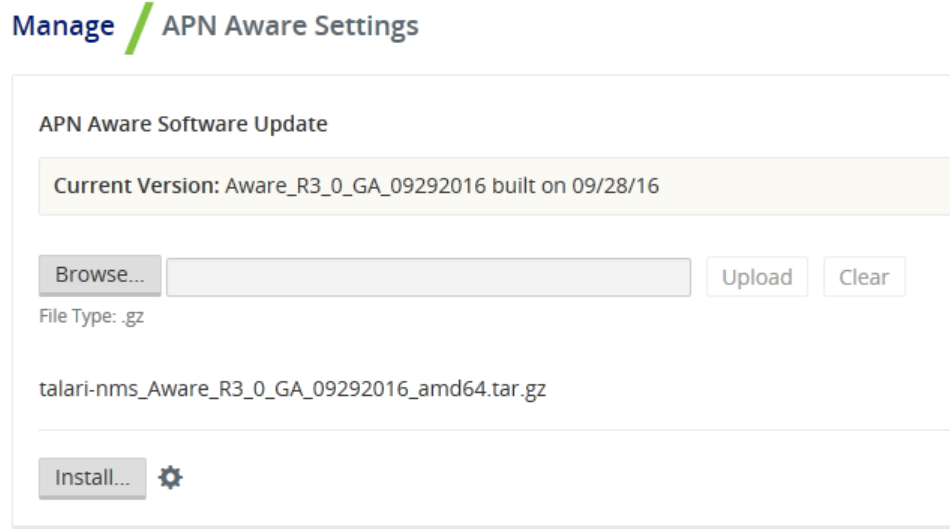 Manage / APN Aware Settings
APN Aware Software Update
Current Version: Aware_R3_0_GA_09292016 built on 09/28/16
Browse... Upload Clear
File Type: .gz
talari-nms_Aware_R3_0_GA_09292016_amd64.tar.gz
Install...